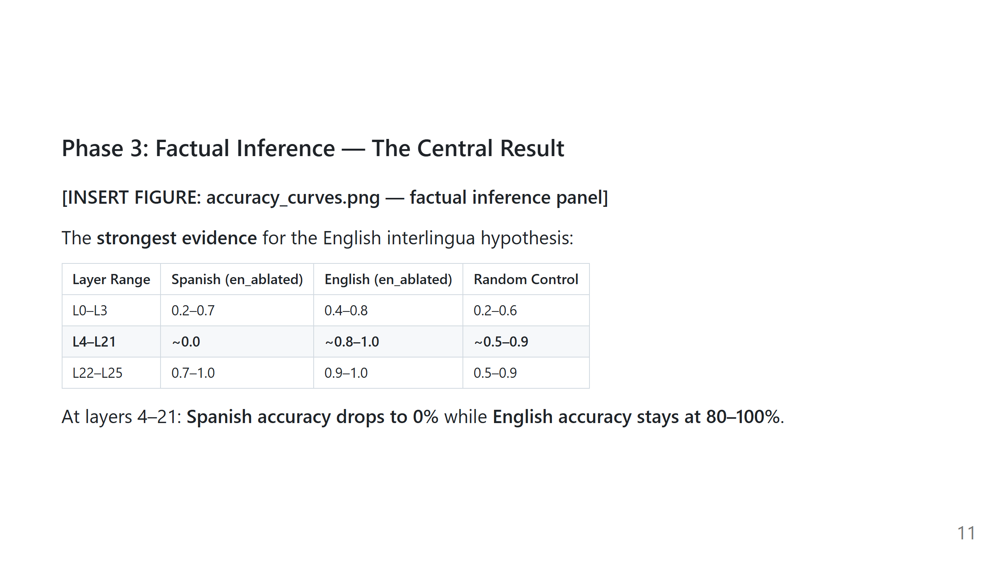 Phase 3: Factual Inference — The Central Result
[INSERT FIGURE: accuracy_curves.png — factual inference panel]
The strongest evidence for the English interlingua hypothesis:
Layer Range Spanish (en_ablated) English (en_ablated) Random Control
L0–L3 0.2–0.7 0.4–0.8 0.2–0.6
L4–L21 ~0.0 ~0.8–1.0 ~0.5–0.9
L22–L25 0.7–1.0 0.9–1.0 0.5–0.9
At layers 4–21: Spanish accuracy drops to 0% while English accuracy stays at 80–100%.
11